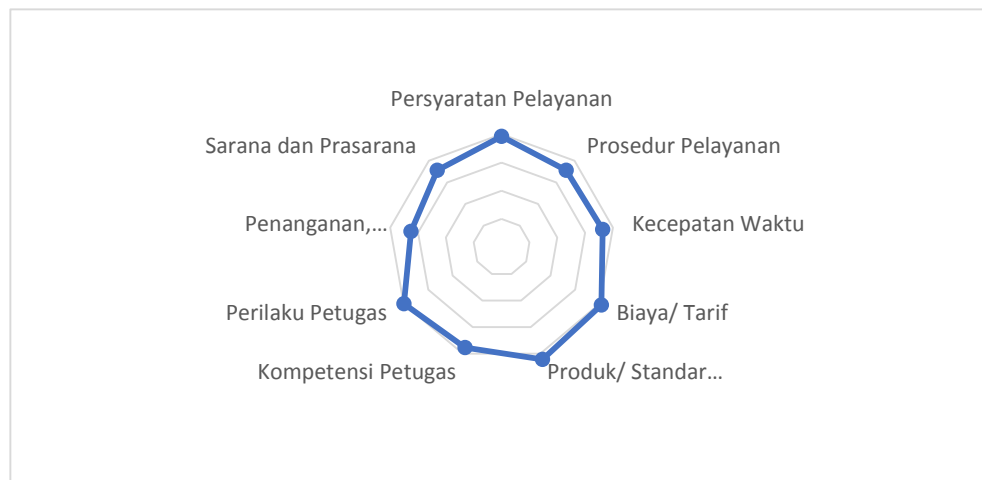 Persyaratan Pelayanan
Prosedur Pelayanan
Kecepatan Waktu
Biaya/ Tarif
Produk/ Standar...
Kompetensi Petugas
Perilaku Petugas
Penanganan,...
Sarana dan Prasarana